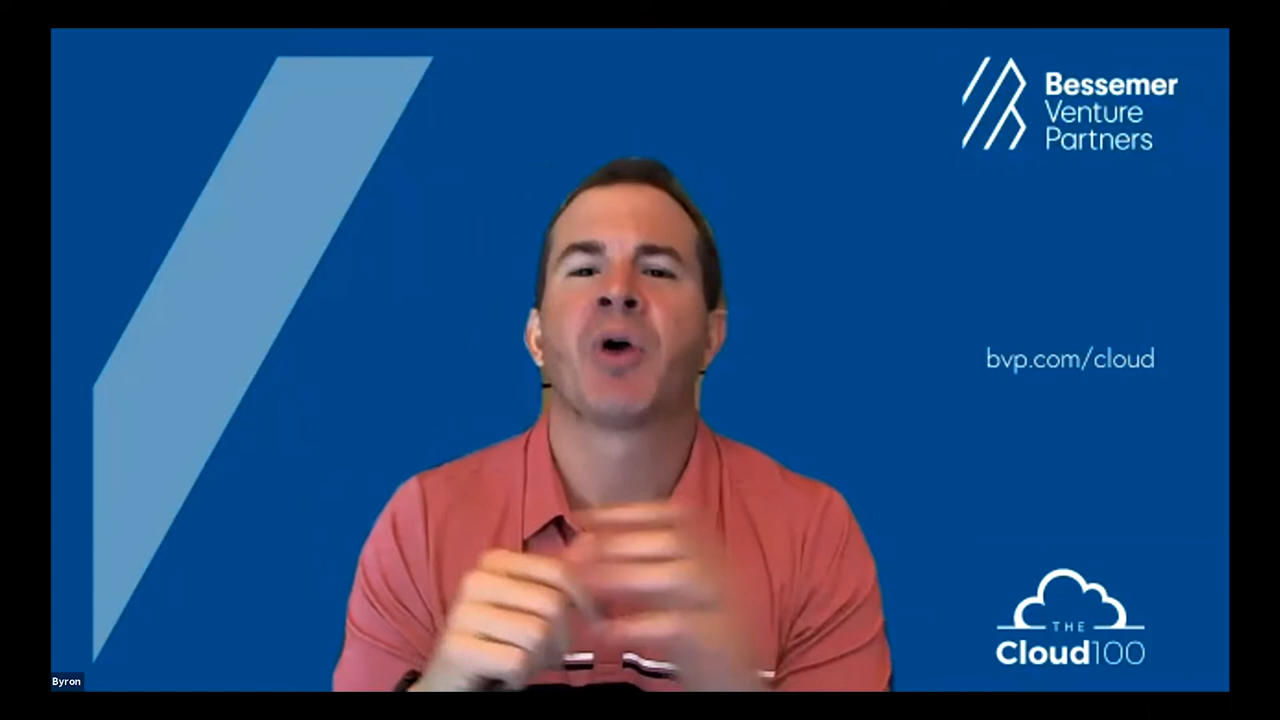 Bessemer
Venture
Partners
bvp.com/cloud
THE
Cloud100
Byron